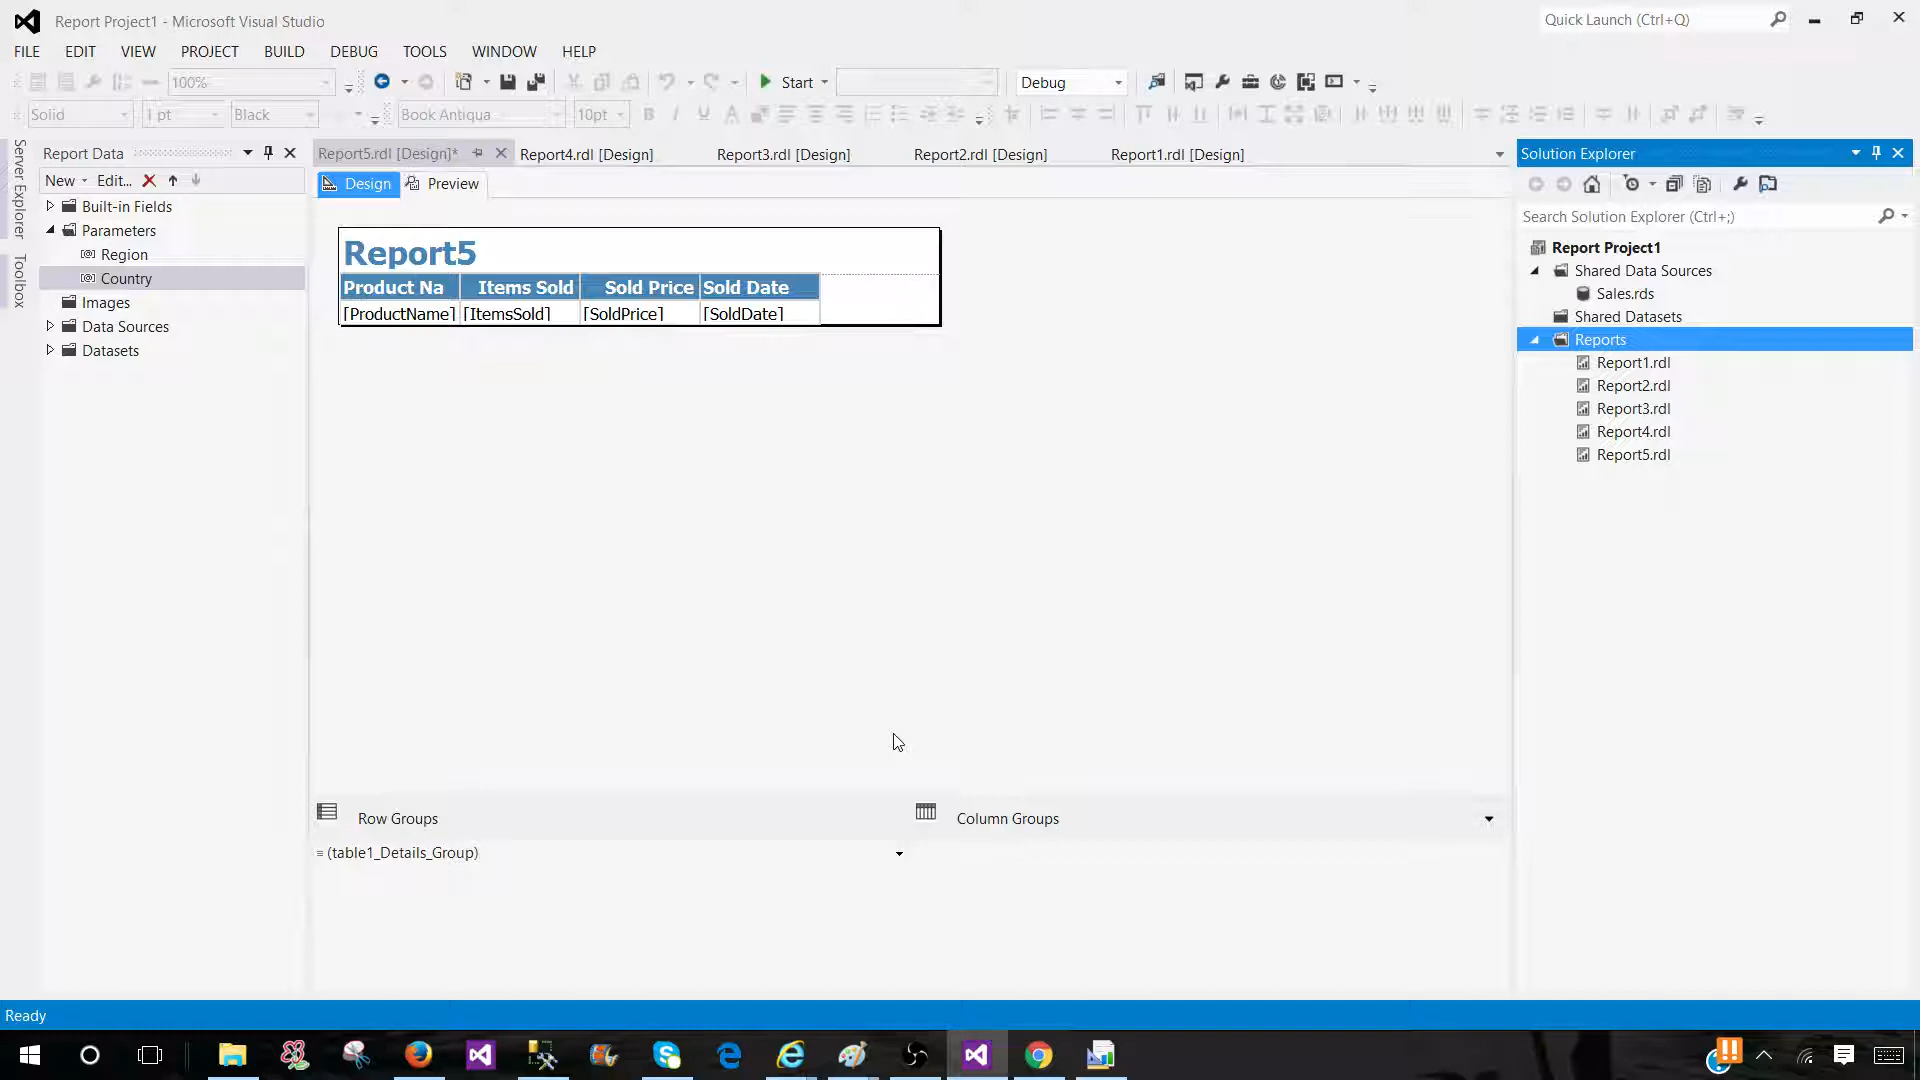 Report Project1 - Microsoft Visual Studio
Quick Launch (Ctrl+Q)
FILE EDIT VIEW PROJECT BUILD DEBUG TOOLS WINDOW HELP
100% Start Debug
Solid 1 pt Black Book Antiqua 10pt B I U A
Server Explorer
Toolbox
Report Data
New Edit...
Built-in Fields
Parameters
Region
Country
Images
Data Sources
Datasets
Report5.rdl [Design]* Report4.rdl [Design] Report3.rdl [Design] Report2.rdl [Design] Report1.rdl [Design]
Design Preview
Report5
Product Na Items Sold Sold Price Sold Date
[ProductName] [ItemsSold] [SoldPrice] [SoldDate]
Row Groups Column Groups
(table1_Details_Group)
Solution Explorer
Search Solution Explorer (Ctrl+;)
Report Project1
Shared Data Sources
Sales.rds
Shared Datasets
Reports
Report1.rdl
Report2.rdl
Report3.rdl
Report4.rdl
Report5.rdl
Ready